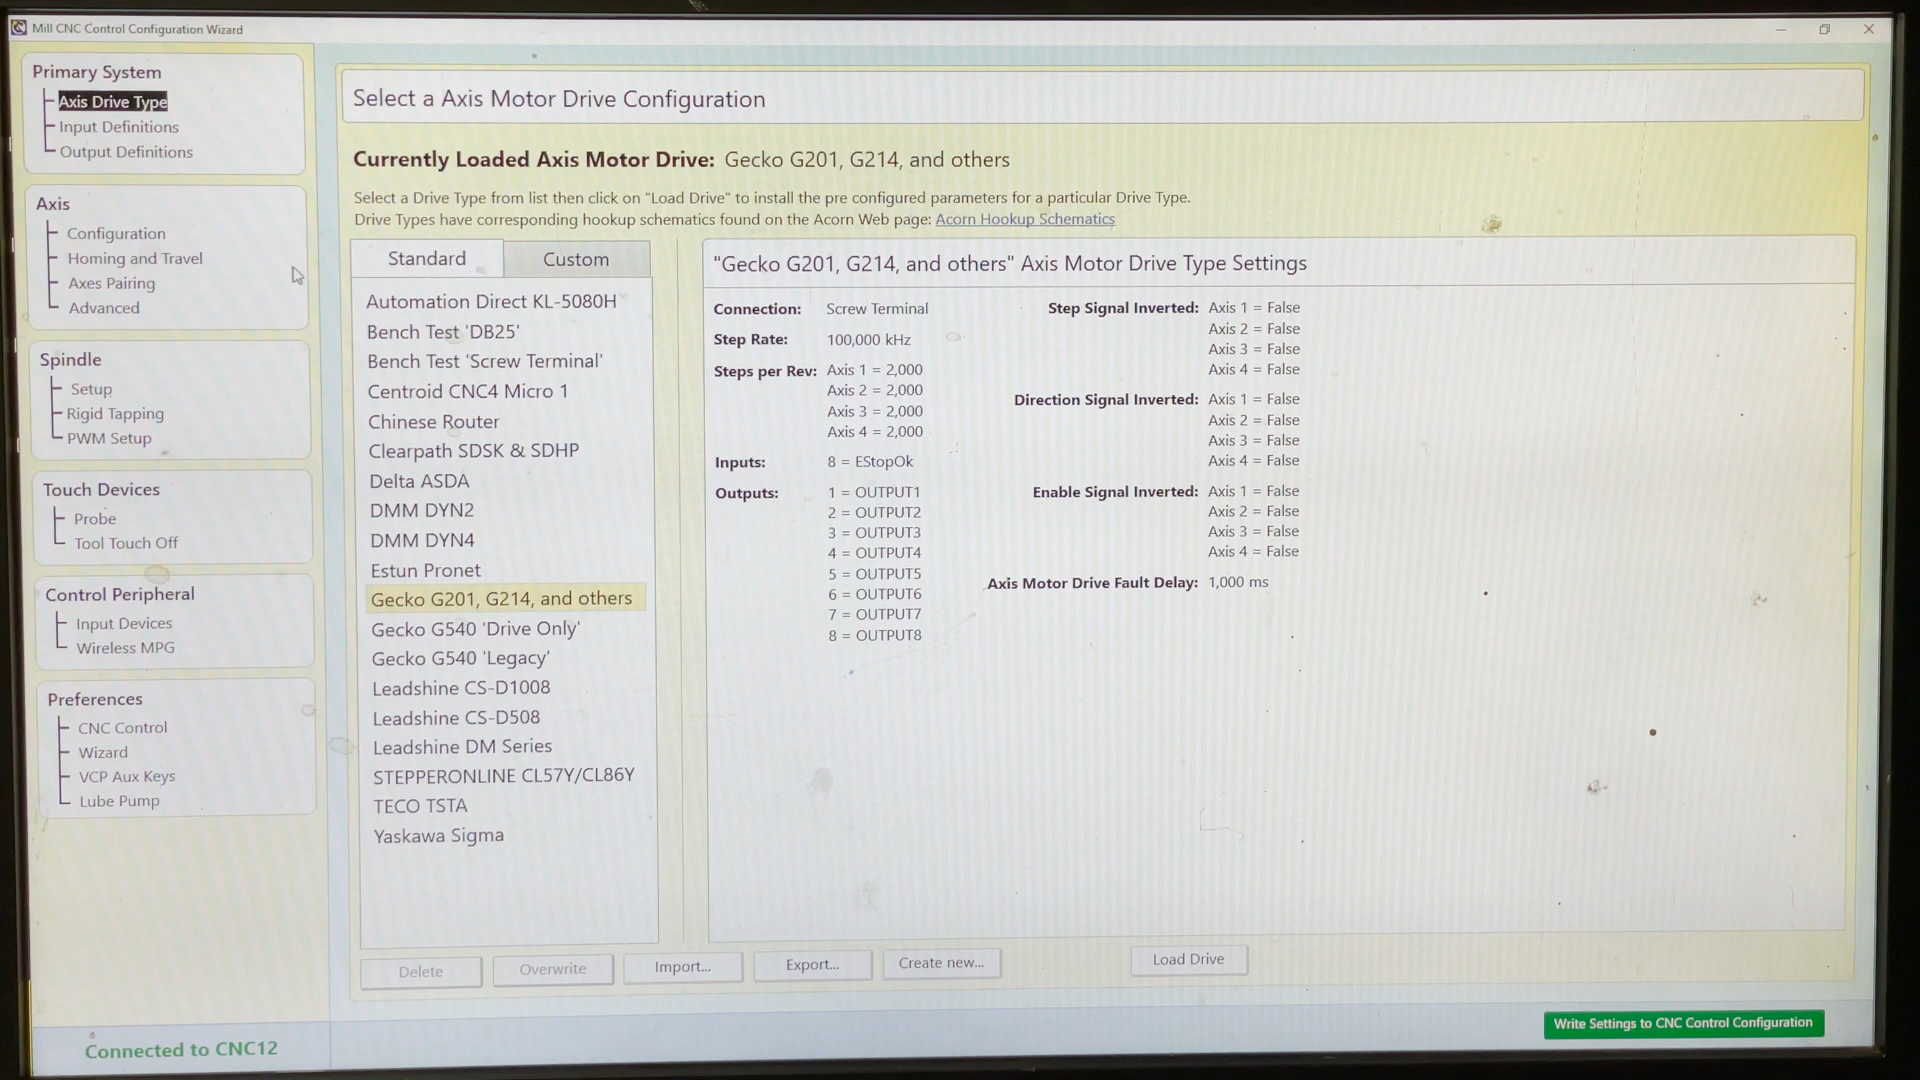 Mill CNC Control Configuration Wizard
Primary System
Axis Drive Type
Input Definitions
Output Definitions
Axis
Configuration
Homing and Travel
Axes Pairing
Advanced
Spindle
Setup
Rigid Tapping
PWM Setup
Touch Devices
Probe
Tool Touch Off
Control Peripheral
Input Devices
Wireless MPG
Preferences
CNC Control
Wizard
VCP Aux Keys
Lube Pump
Connected to CNC12
Select a Axis Motor Drive Configuration
Currently Loaded Axis Motor Drive: Gecko G201, G214, and others
Select a Drive Type from list then click on "Load Drive" to install the pre configured parameters for a particular Drive Type.
Drive Types have corresponding hookup schematics found on the Acorn Web page: Acorn Hookup Schematics
Standard Custom
Automation Direct KL-5080H
Bench Test 'DB25'
Bench Test 'Screw Terminal'
Centroid CNC4 Micro 1
Chinese Router
Clearpath SDSK & SDHP
Delta ASDA
DMM DYN2
DMM DYN4
Estun Pronet
Gecko G201, G214, and others
Gecko G540 'Drive Only'
Gecko G540 'Legacy'
Leadshine CS-D1008
Leadshine CS-D508
Leadshine DM Series
STEPPERONLINE CL57Y/CL86Y
TECO TSTA
Yaskawa Sigma
"Gecko G201, G214, and others" Axis Motor Drive Type Settings
Connection: Screw Terminal
Step Rate: 100,000 kHz
Steps per Rev: Axis 1 = 2,000
Axis 2 = 2,000
Axis 3 = 2,000
Axis 4 = 2,000
Inputs: 8 = EStopOk
Outputs: 1 = OUTPUT1
2 = OUTPUT2
3 = OUTPUT3
4 = OUTPUT4
5 = OUTPUT5
6 = OUTPUT6
7 = OUTPUT7
8 = OUTPUT8
Step Signal Inverted: Axis 1 = False
Axis 2 = False
Axis 3 = False
Axis 4 = False
Direction Signal Inverted: Axis 1 = False
Axis 2 = False
Axis 3 = False
Axis 4 = False
Enable Signal Inverted: Axis 1 = False
Axis 2 = False
Axis 3 = False
Axis 4 = False
Axis Motor Drive Fault Delay: 1,000 ms
Delete Overwrite Import... Export... Create new... Load Drive
Write Settings to CNC Control Configuration